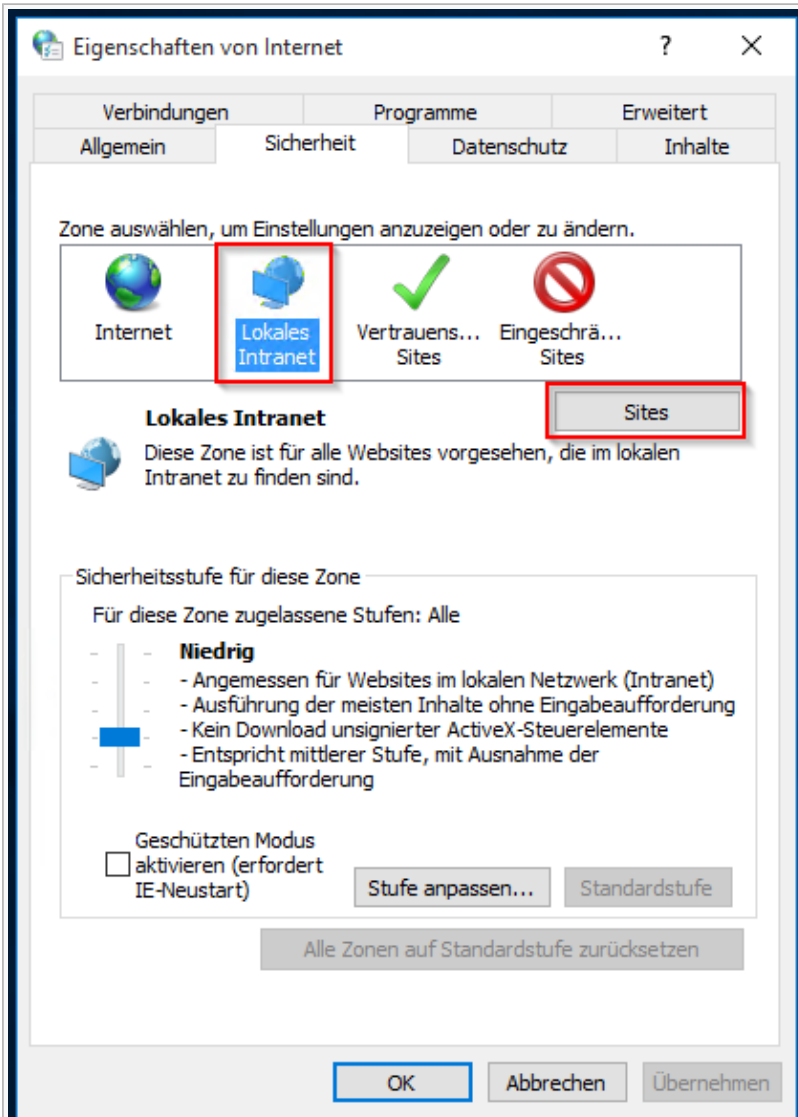 Eigenschaften von Internet
?
Verbindungen
Programme
Erweitert
Allgemein
Sicherheit
Datenschutz
Inhalte
Zone auswählen, um Einstellungen anzuzeigen oder zu ändern.
Internet
Lokales
Intranet
Vertrauens...
Sites
Eingeschrä...
Sites
Sites
Lokales Intranet
Diese Zone ist für alle Websites vorgesehen, die im lokalen
Intranet zu finden sind.
Sicherheitsstufe für diese Zone
Für diese Zone zugelassene Stufen: Alle
Niedrig
- Angemessen für Websites im lokalen Netzwerk (Intranet)
- Ausführung der meisten Inhalte ohne Eingabeaufforderung
- Kein Download unsignierter ActiveX-Steuerelemente
- Entspricht mittlerer Stufe, mit Ausnahme der
Eingabeaufforderung
Geschützten Modus
aktivieren (erfordert
IE-Neustart)
Stufe anpassen...
Standardstufe
Alle Zonen auf Standardstufe zurücksetzen
OK
Abbrechen
Übernehmen